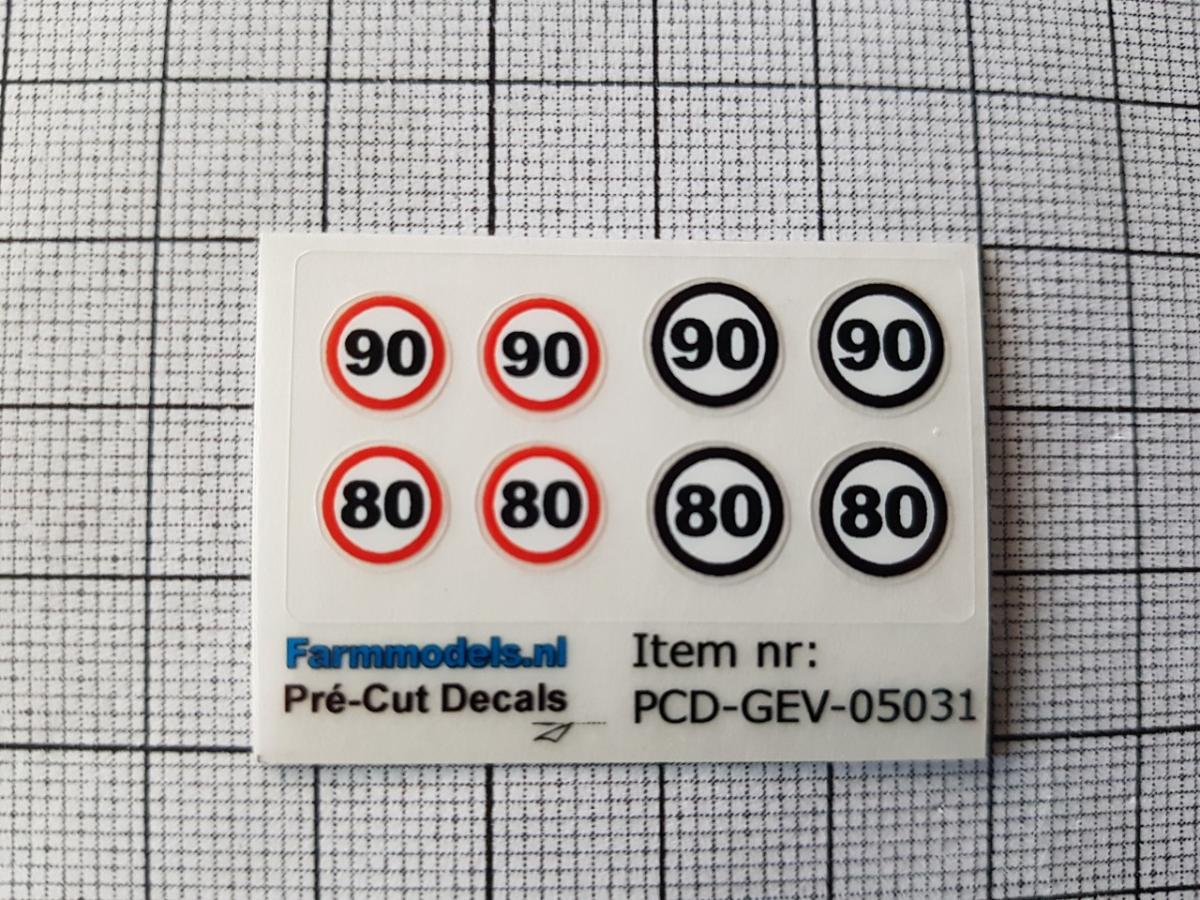 90 90 90 90
80 80 80 80
Farmmodels.nl
Pré-Cut Decals
Item nr:
PCD-GEV-05031